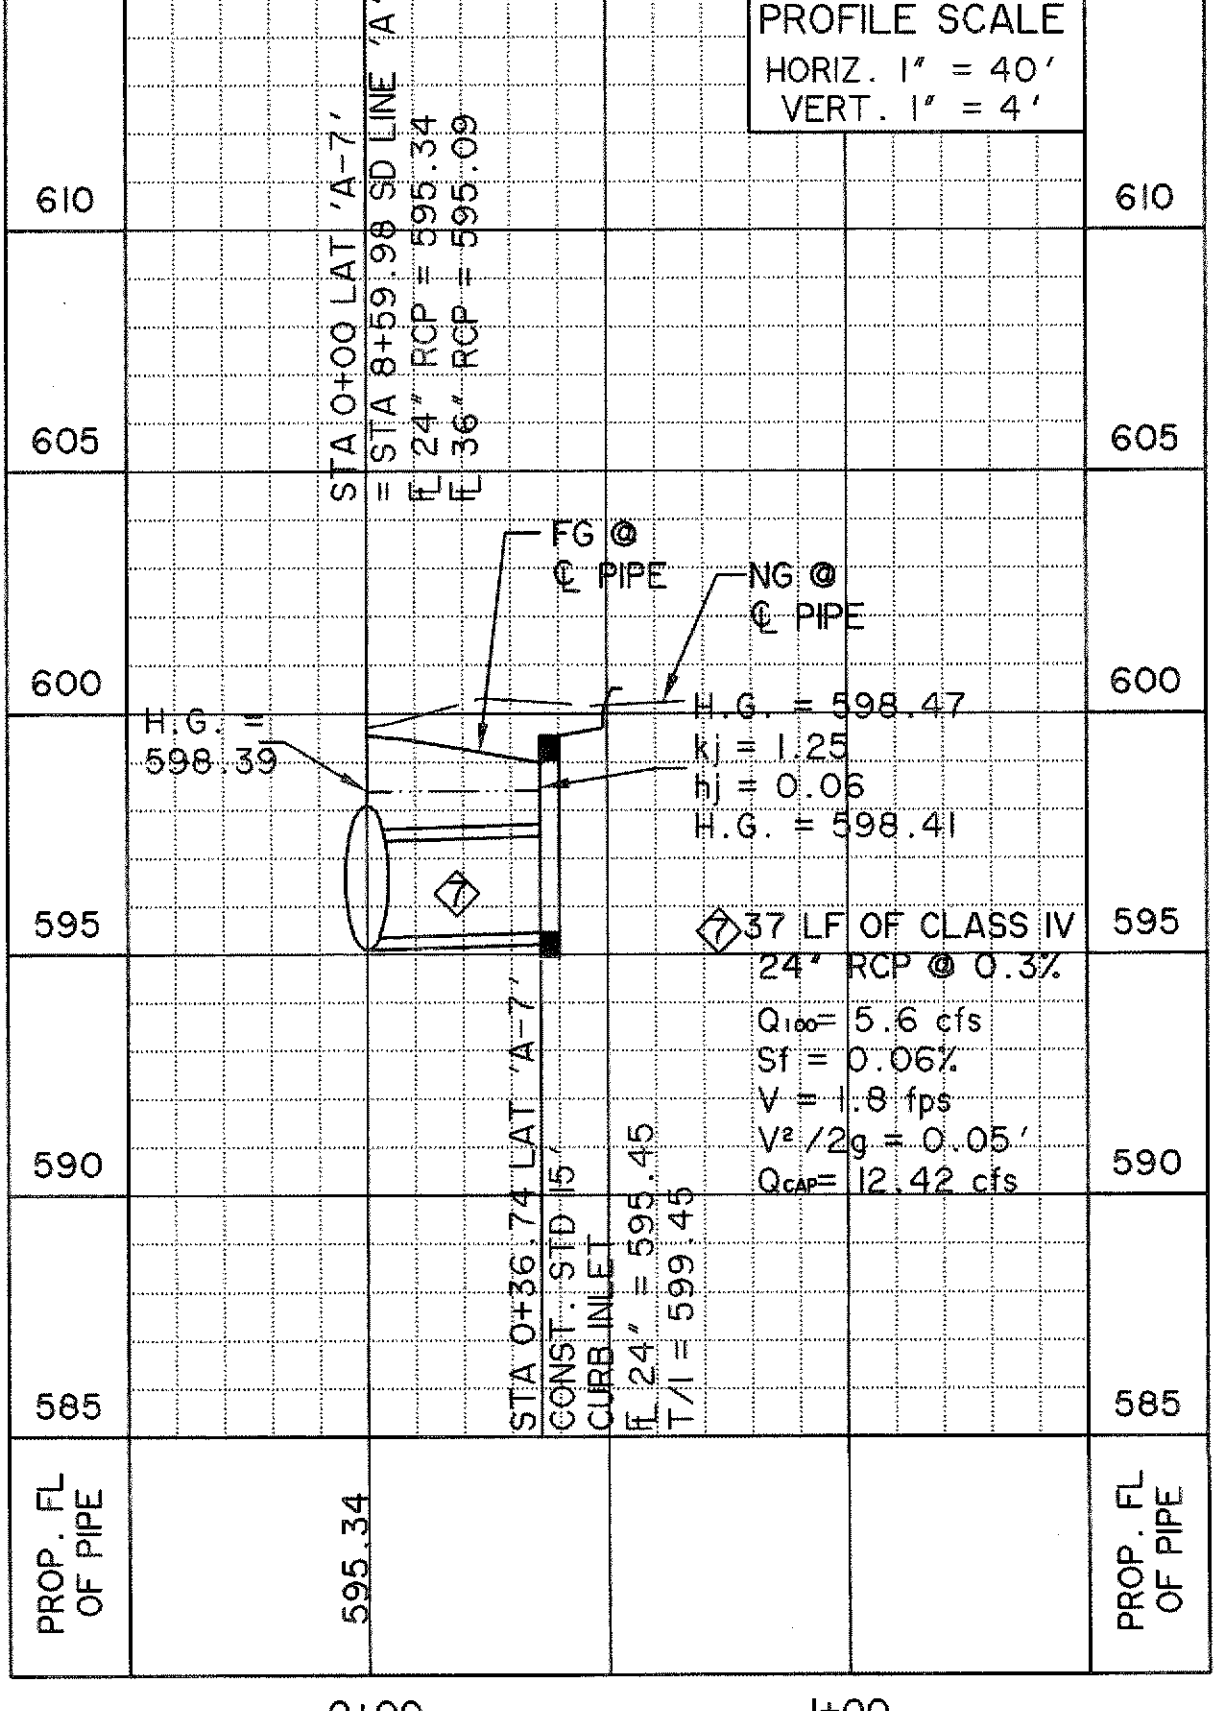 PROFILE SCALE
HORIZ. 1" = 40'
VERT. 1" = 4'
STA 0+00 LAT 'A-7'
= STA 8+59.98 SD LINE 'A'
FL 24" RCP = 595.34
FL 36" RCP = 595.09
610
610
605
605
FG @
℄ PIPE
NG @
℄ PIPE
600
600
H.G. =
598.39
H.G. = 598.47
kj = 1.25
hj = 0.06
H.G. = 598.41
7
595
595
7 37 LF OF CLASS IV
24" RCP @ 0.3%
Q100= 5.6 cfs
Sf = 0.06%
V = 1.8 fps
V²/2g = 0.05'
QCAP= 12.42 cfs
590
590
STA 0+36.74 LAT 'A-7'
CONST. STD 15'
CURB INLET
FL 24" = 595.45
T/I = 599.45
585
585
PROP. FL
OF PIPE
595.34
PROP. FL
OF PIPE
0+00
1+00